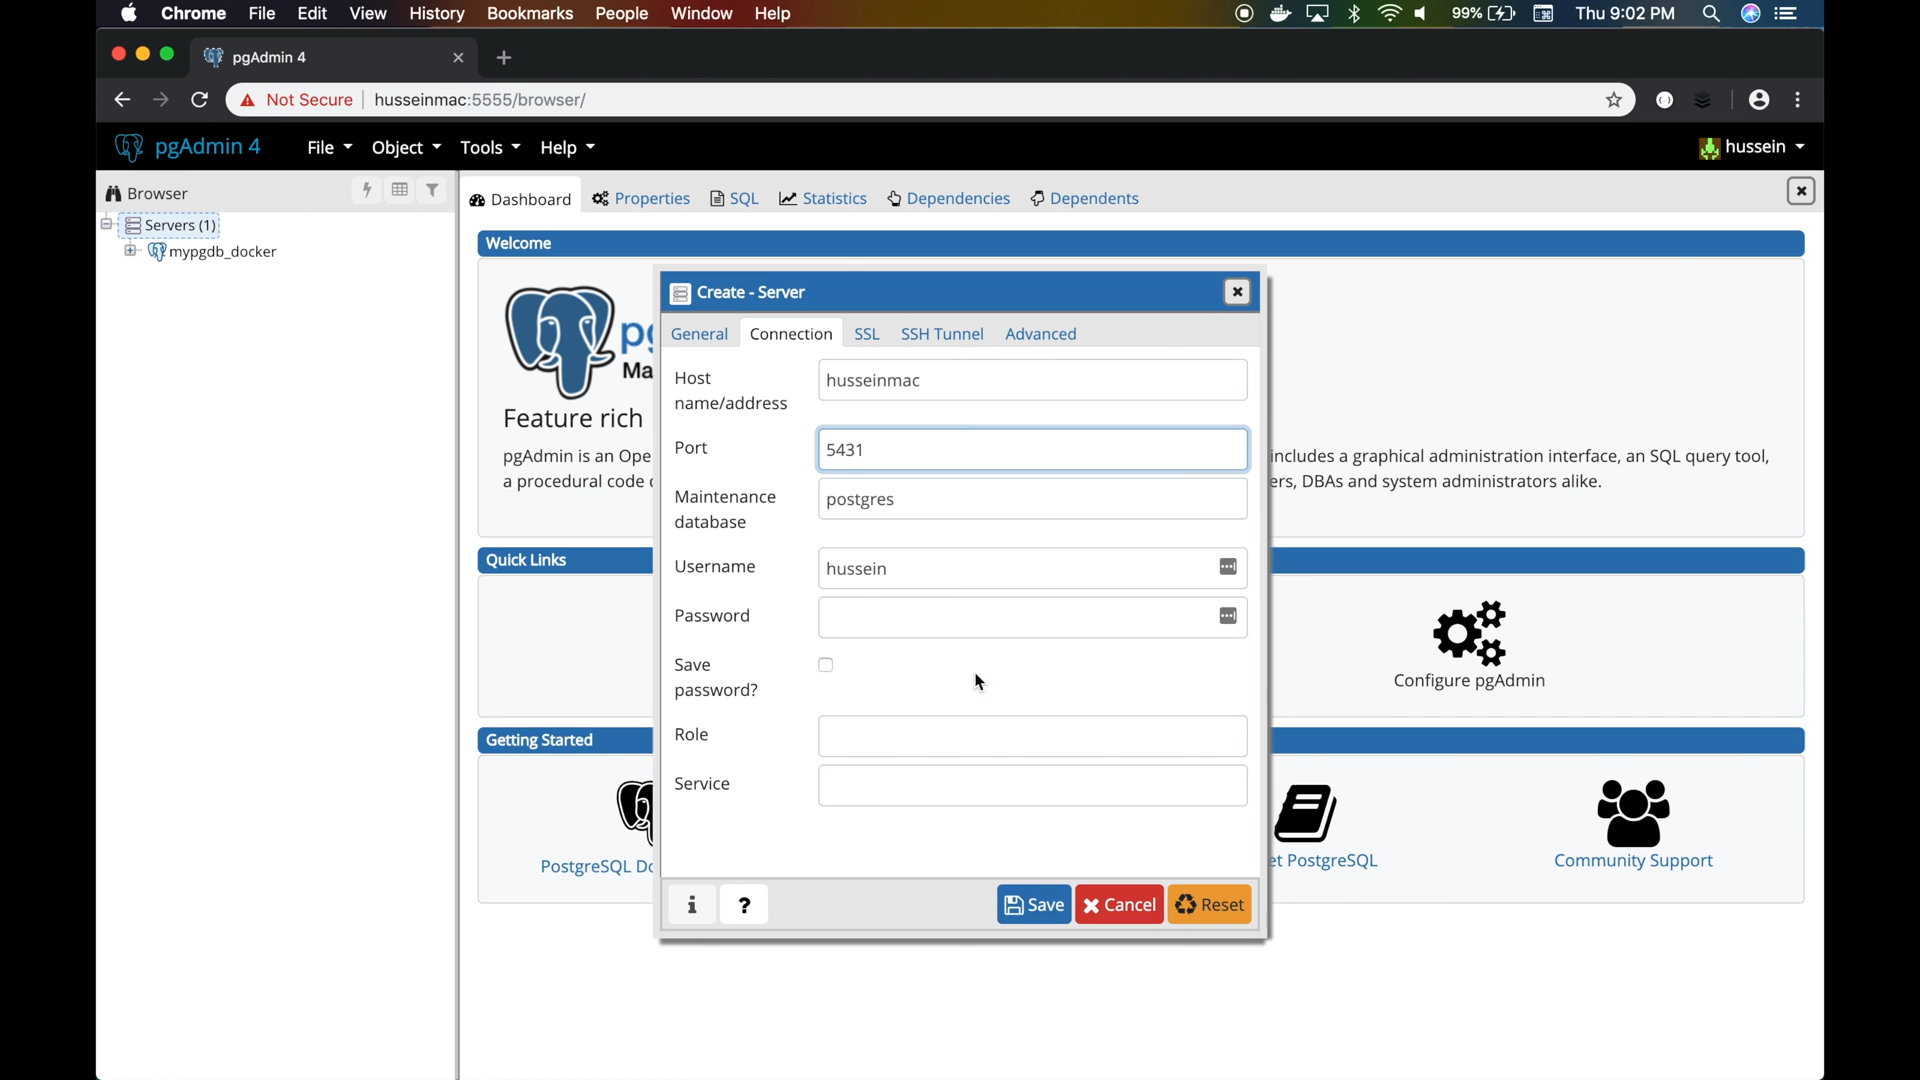 Chrome File Edit View History Bookmarks People Window Help 99% Thu 9:02 PM
pgAdmin 4
Not Secure husseinmac:5555/browser/
pgAdmin 4 File Object Tools Help hussein
Browser
Dashboard Properties SQL Statistics Dependencies Dependents
Servers (1)
mypgdb_docker
Welcome
pg
Ma
Feature rich
pgAdmin is an Ope
includes a graphical administration interface, an SQL query tool,
a procedural code
ers, DBAs and system administrators alike.
Quick Links
Configure pgAdmin
Getting Started
PostgreSQL Do
et PostgreSQL
Community Support
Create - Server
General Connection SSL SSH Tunnel Advanced
Host
name/address
husseinmac
Port 5431
Maintenance
database
postgres
Username hussein
Password
Save
password?
Role
Service
i ? Save Cancel Reset